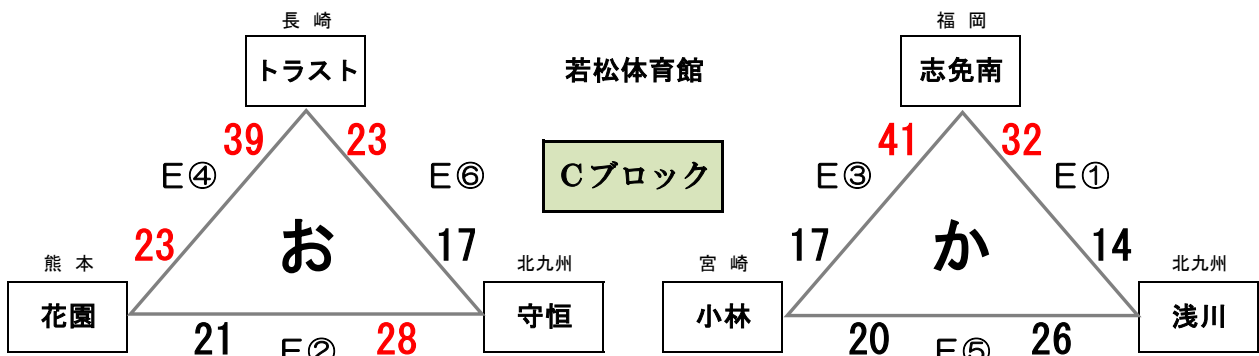 長崎
トラスト
39
23
E④
E⑥
お
23
17
熊本
花園
北九州
守恒
21
E②
28
若松体育館
Cブロック
福岡
志免南
41
32
E③
E①
か
17
14
宮崎
小林
北九州
浅川
20
E⑤
26